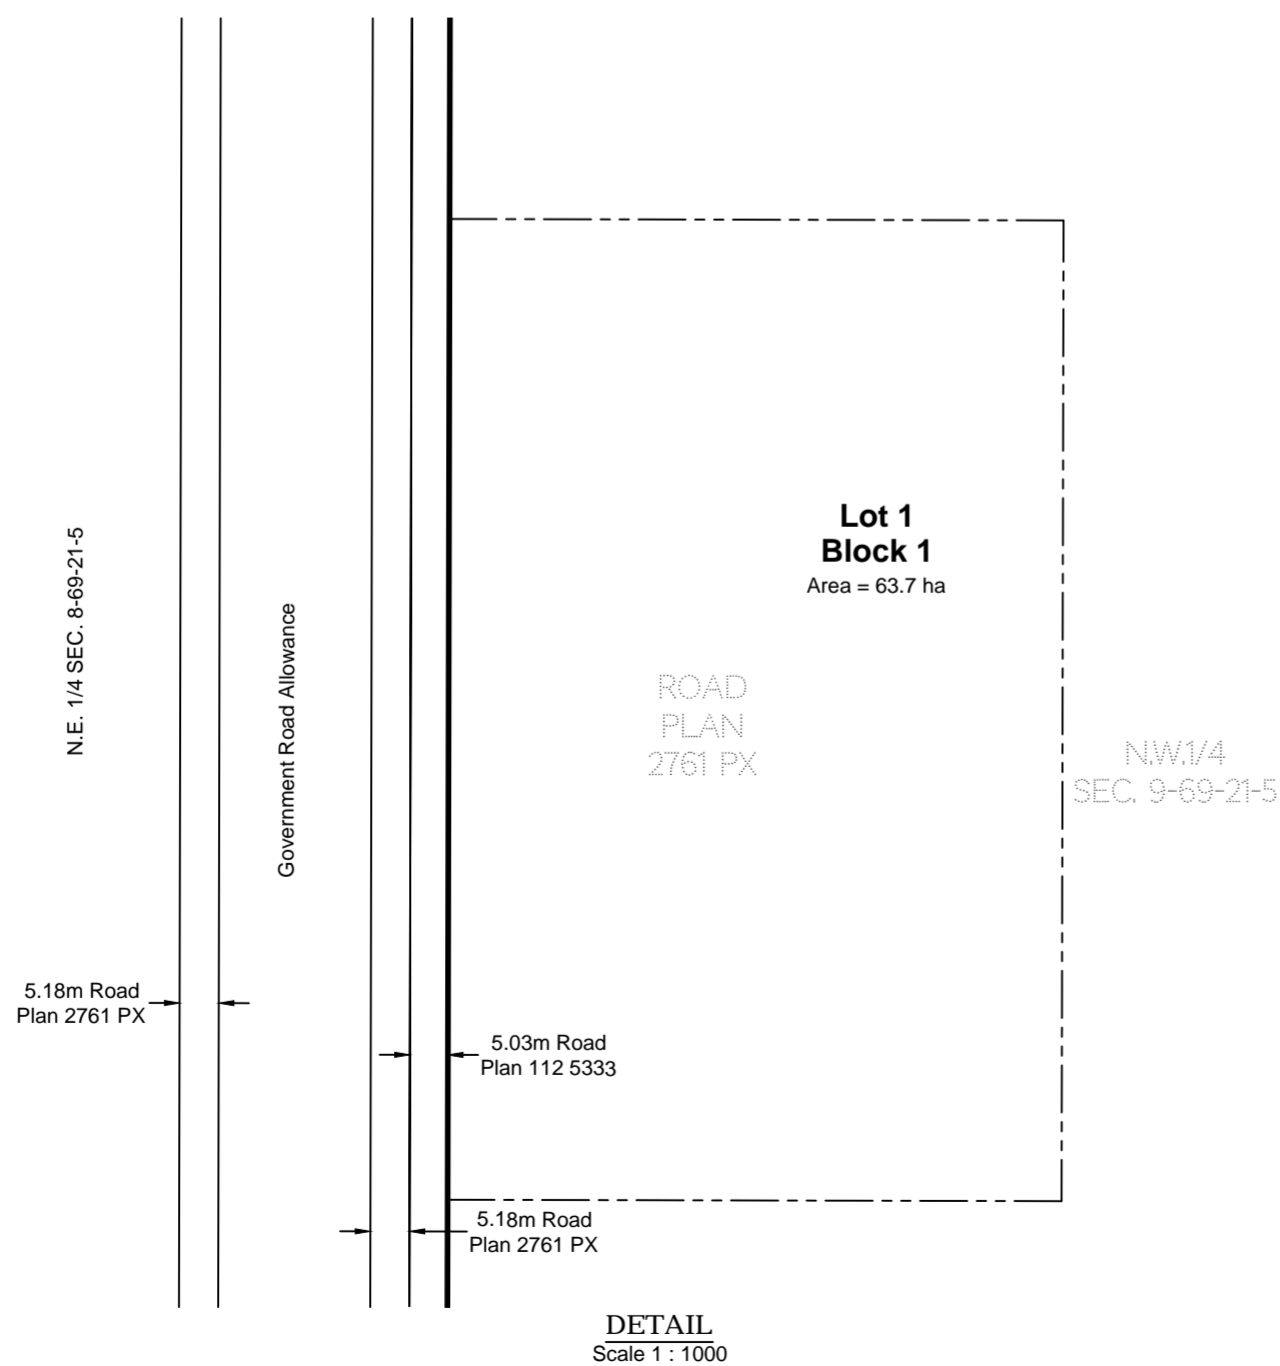 N.E. 1/4 SEC. 8-69-21-5
Government Road Allowance
Lot 1
Block 1
Area = 63.7 ha
ROAD
PLAN
2761 PX
N.W.1/4
SEC. 9-69-21-5
5.18m Road
Plan 2761 PX
5.03m Road
Plan 112 5333
5.18m Road
Plan 2761 PX
DETAIL
Scale 1 : 1000